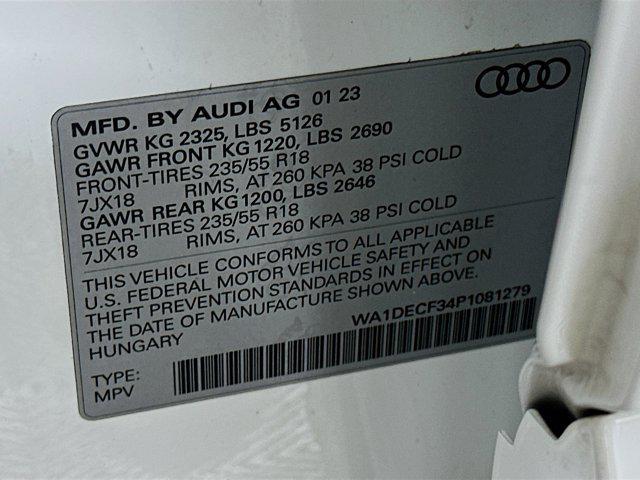 MFD. BY AUDI AG 01 23
GVWR KG 2325, LBS 5126
GAWR FRONT KG 1220, LBS 2690
FRONT-TIRES 235/55 R18
7JX18 RIMS, AT 260 KPA 38 PSI COLD
GAWR REAR KG 1200, LBS 2646
REAR-TIRES 235/55 R18
7JX18 RIMS, AT 260 KPA 38 PSI COLD
THIS VEHICLE CONFORMS TO ALL APPLICABLE
U.S. FEDERAL MOTOR VEHICLE SAFETY AND
THEFT PREVENTION STANDARDS IN EFFECT ON
THE DATE OF MANUFACTURE SHOWN ABOVE.
HUNGARY WA1DECF34P1081279
TYPE:
MPV